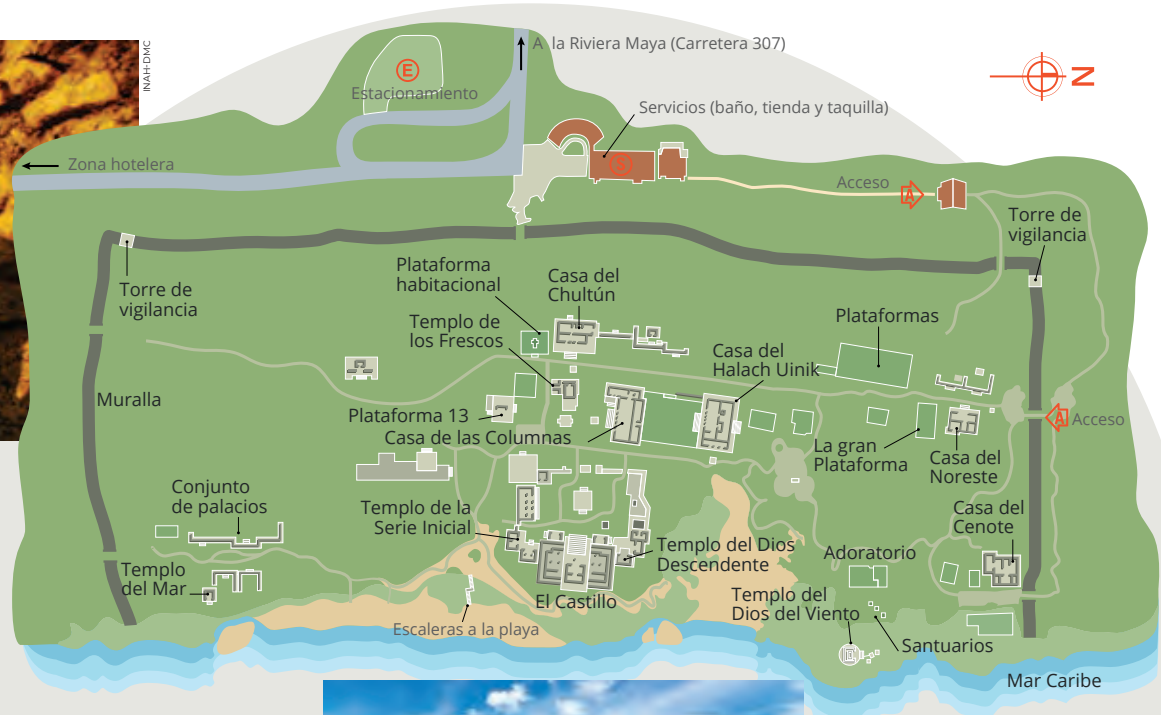 INAH-DMC
A la Riviera Maya (Carretera 307)
E
Estacionamiento
N
Servicios (baño, tienda y taquilla)
S
Zona hotelera
Acceso
A
Torre de
vigilancia
Torre de
vigilancia
Plataforma
habitacional
Casa del
Chultún
Templo de
los Frescos
Plataformas
Casa del
Halach Uinik
Muralla
Plataforma 13
Casa de las Columnas
A
Acceso
La gran
Plataforma
Casa del
Noreste
Conjunto
de palacios
Templo de la
Serie Inicial
Casa del
Cenote
Templo del Dios
Descendente
Adoratorio
Templo
del Mar
El Castillo
Templo del
Dios del Viento
Escaleras a la playa
Santuarios
Mar Caribe